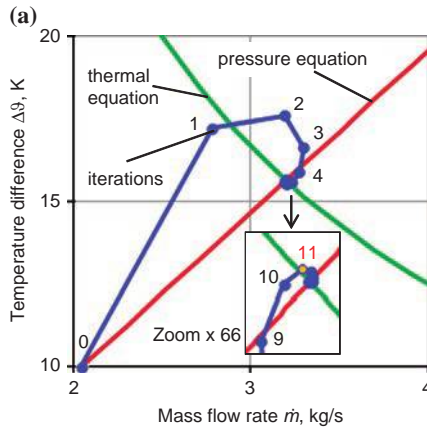 (a)
20
thermal
equation
pressure equation
2
1
3
iterations
4
15
11
10
Zoom x 66
9
0
10
2
3
4
Temperature difference Δϑ, K
Mass flow rate ṁ, kg/s